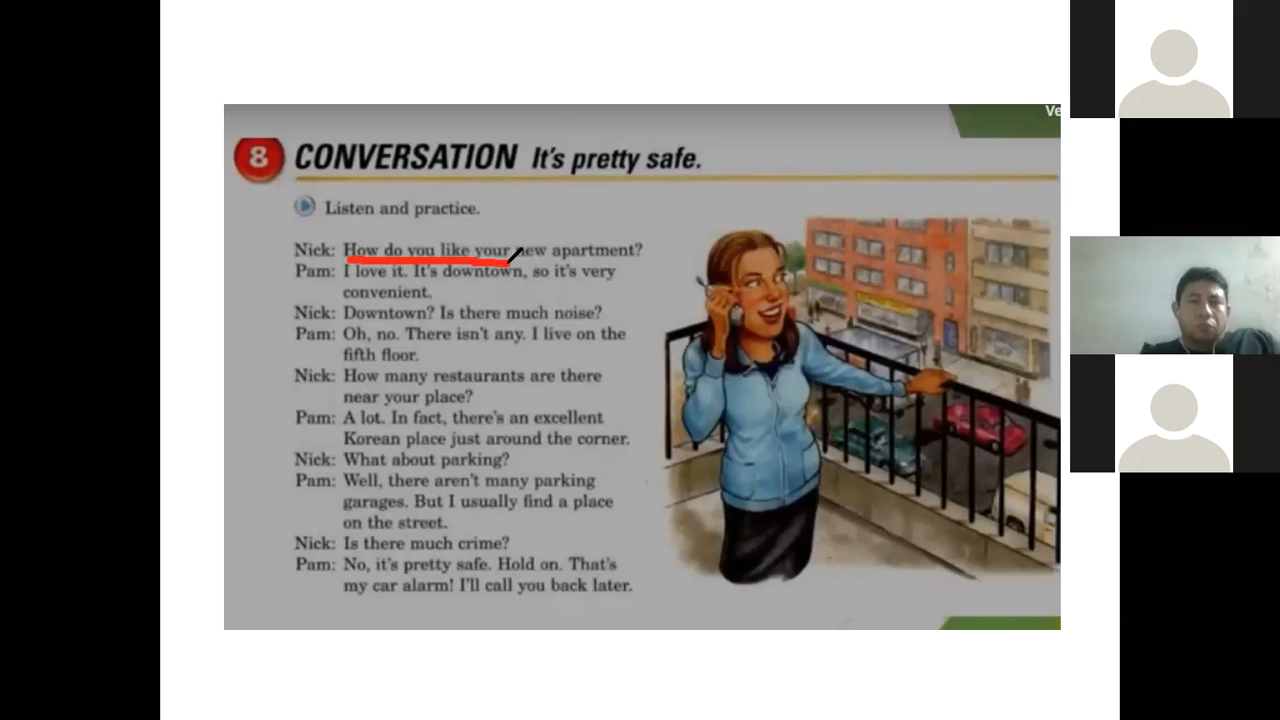 Ve
8 CONVERSATION It's pretty safe.
Listen and practice.
Nick: How do you like your new apartment?
Pam: I love it. It's downtown, so it's very
convenient.
Nick: Downtown? Is there much noise?
Pam: Oh, no. There isn't any. I live on the
fifth floor.
Nick: How many restaurants are there
near your place?
Pam: A lot. In fact, there's an excellent
Korean place just around the corner.
Nick: What about parking?
Pam: Well, there aren't many parking
garages. But I usually find a place
on the street.
Nick: Is there much crime?
Pam: No, it's pretty safe. Hold on. That's
my car alarm! I'll call you back later.